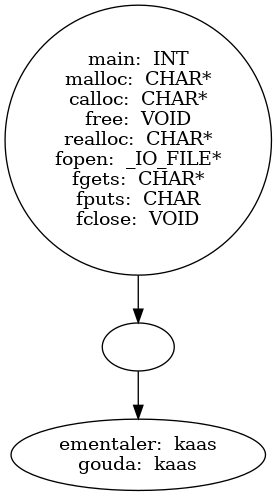 main:  INT
malloc:  CHAR*
calloc:  CHAR*
free:  VOID
realloc:  CHAR*
fopen:  _IO_FILE*
fgets:  CHAR*
fputs:  CHAR
fclose:  VOID
ementaler:  kaas
gouda:  kaas